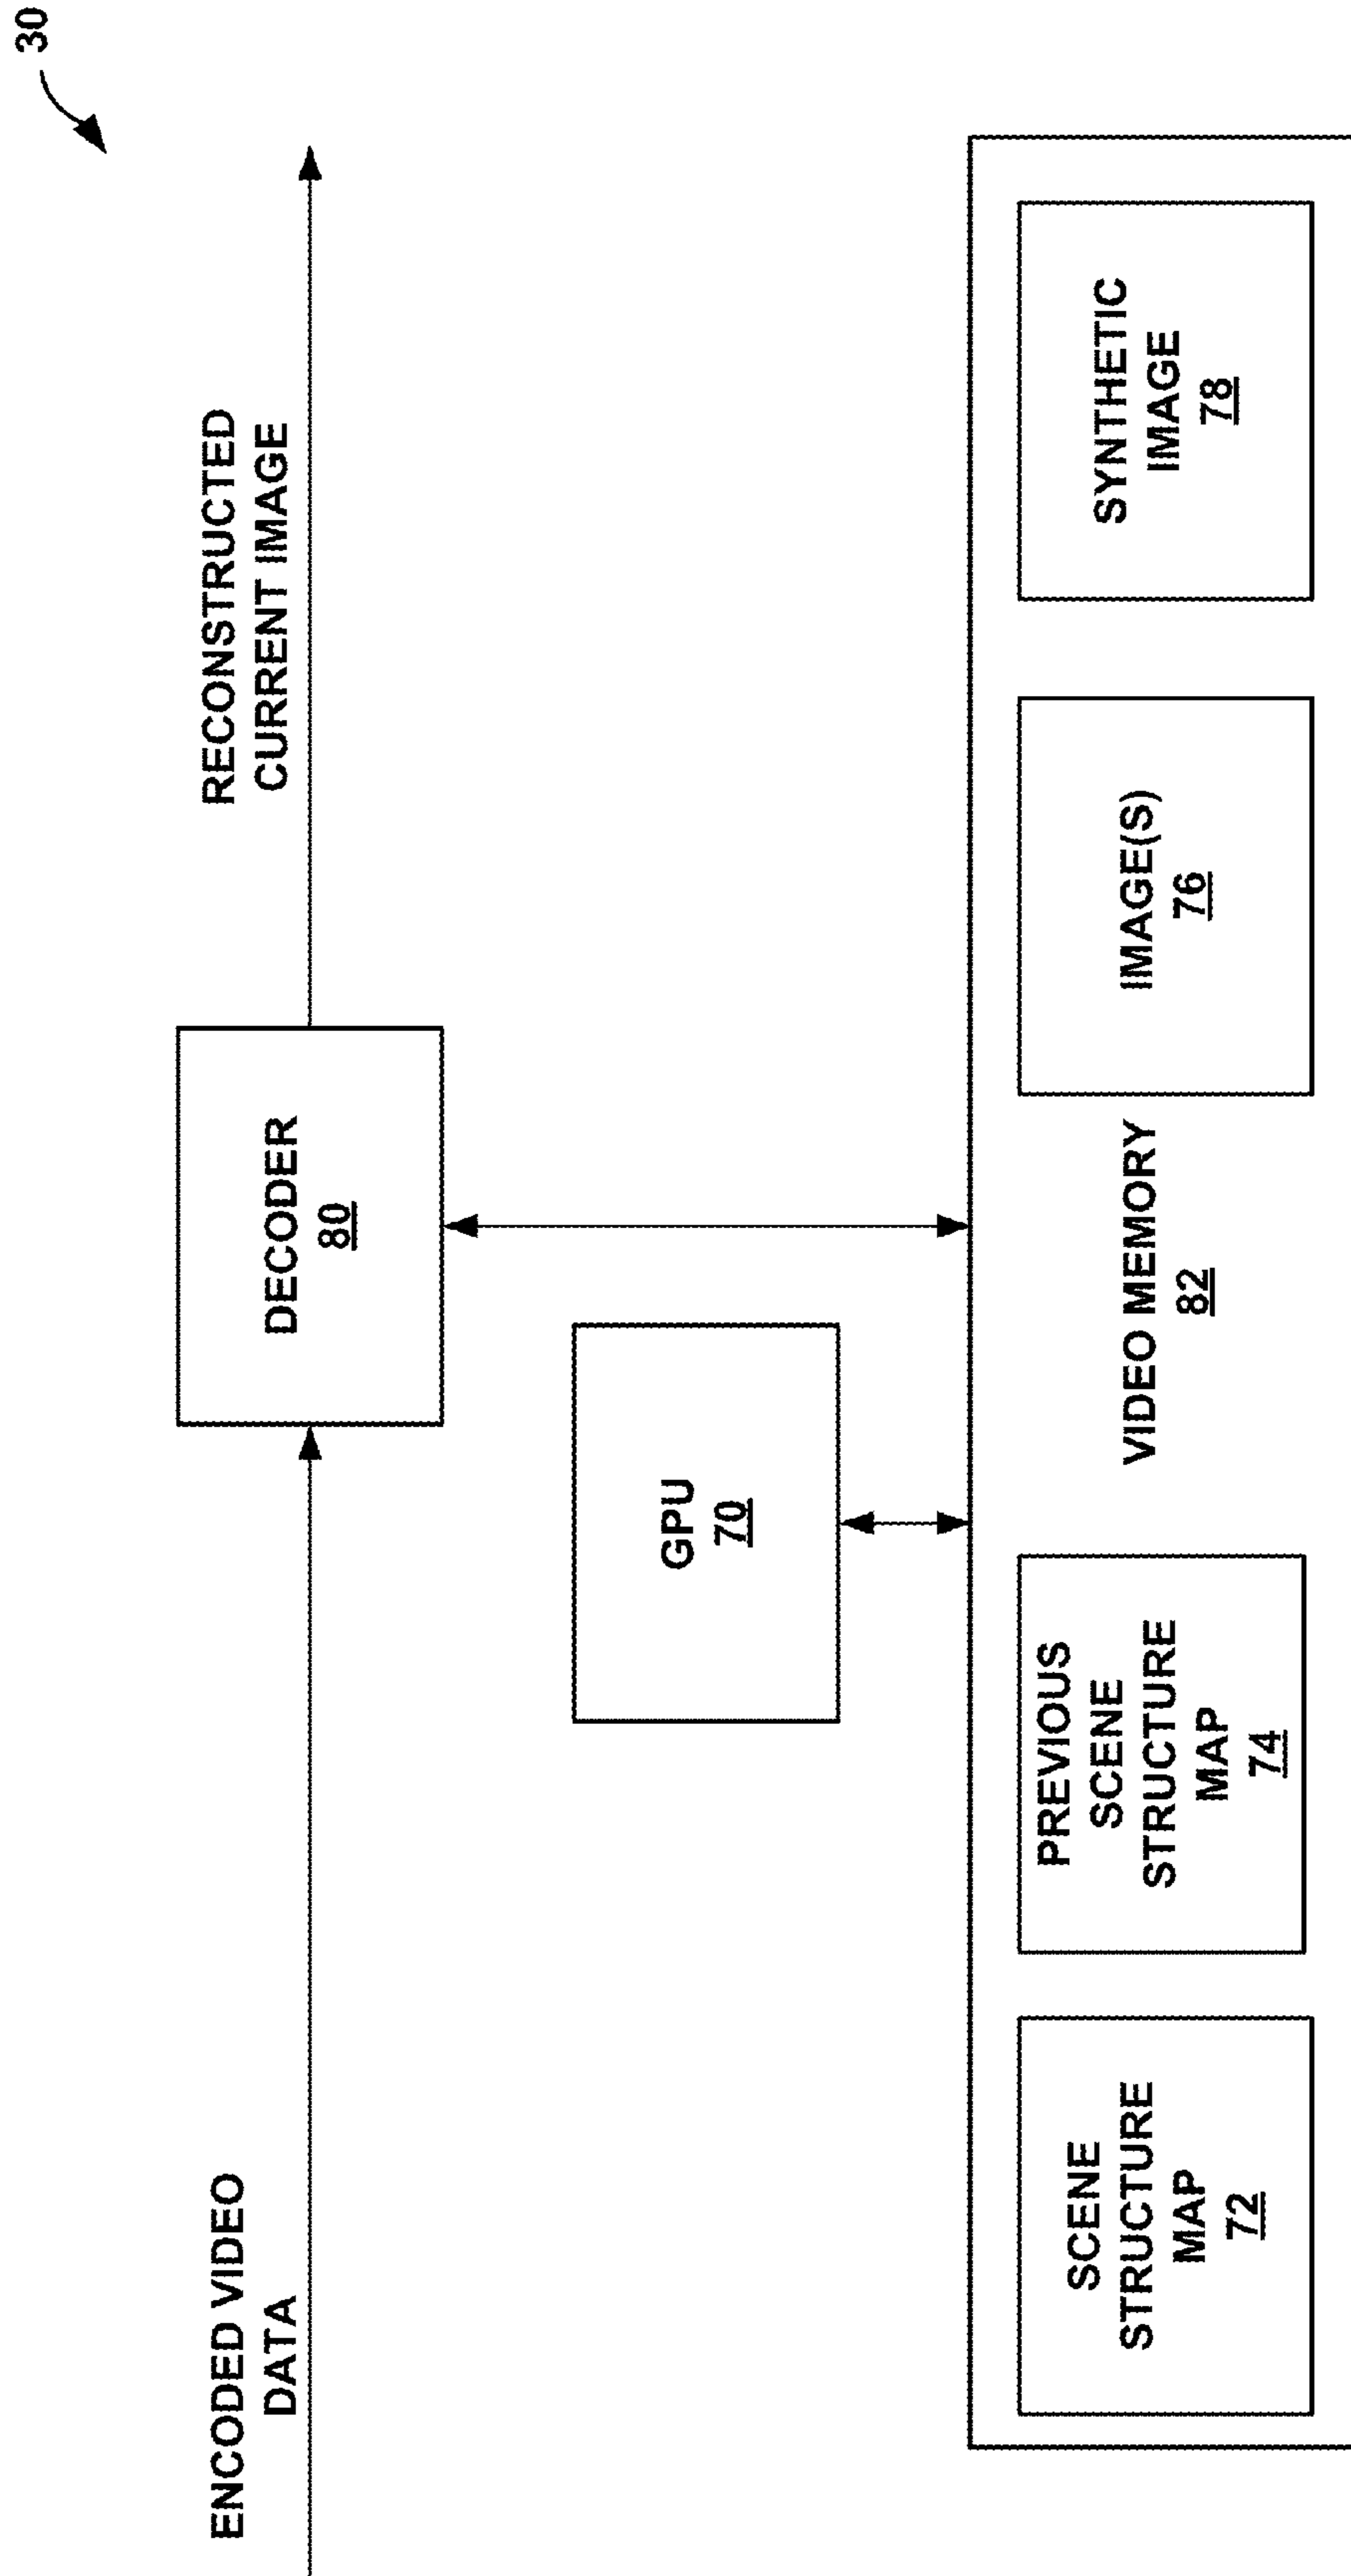 30
ENCODED VIDEO
DATA
DECODER
80
RECONSTRUCTED
CURRENT IMAGE
GPU
70
SCENE
STRUCTURE
MAP
72
PREVIOUS
SCENE
STRUCTURE
MAP
74
VIDEO MEMORY
82
IMAGE(S)
76
SYNTHETIC
IMAGE
78